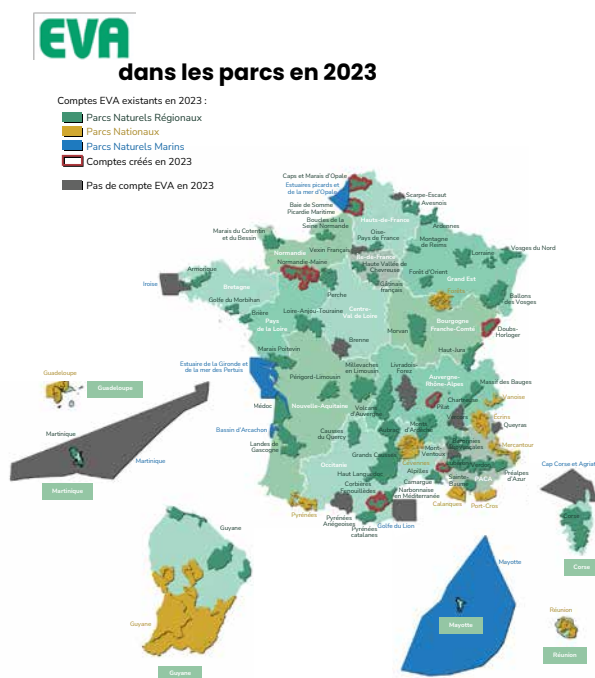 EVA
dans les parcs en 2023
Comptes EVA existants en 2023 :
Parcs Naturels Régionaux
Parcs Nationaux
Parcs Naturels Marins
Comptes créés en 2023
Pas de compte EVA en 2023
Caps et Marais d'Opale
Estuaires picards et
de la mer d'Opale
Scarpe-Escaut
Avesnois
Baie de Somme
Picardie Maritime
Hauts-de-France
Boucles de la
Seine Normande
Ardennes
Oise-
Pays de France
Marais du Cotentin
et du Bessin
Montagne
de Reims
Vexin Français
Normandie
Île-de-France
Lorraine
Vosges du Nord
Normandie-Maine
Haute Vallée de
Chevreuse
Armorique
Forêt d'Orient
Grand Est
Iroise
Bretagne
Gâtinais
français
Perche
Golfe du Morbihan
Ballons
des Vosges
Brière
Loire-Anjou-Touraine
Centre-
Val de Loire
Pays
de la Loire
Bourgogne
Franche-Comté
Morvan
Doubs-
Horloger
Brenne
Marais Poitevin
Haut-Jura
Estuaire de la Gironde et
de la mer des Pertuis
Millevaches
en Limousin
Livradois-
Forez
Guadeloupe
Périgord-Limousin
Auvergne-
Rhône-Alpes
Massif des Bauges
Guadeloupe
Chartreuse
Vanoise
Médoc
Nouvelle-Aquitaine
Volcans
d'Auvergne
Pilat
Vercors
Ecrins
Queyras
Bassin d'Arcachon
Causses
du Quercy
Aubrac
Monts
d'Ardèche
Martinique
Landes de
Gascogne
Baronnies
Mercantour
Grands Causses
Mont-
Ventoux
Martinique
Occitanie
Cévennes
Cap Corse et Agriate
Haut Languedoc
Alpilles
Préalpes
d'Azur
Martinique
Corbières
Fenouillèdes
Camargue
Sainte-
Baume
PACA
Narbonnaise
en Méditerranée
Calanques
Port-Cros
Pyrénées
Pyrénées
Ariégeoises
Golfe du Lion
Corse
Guyane
Pyrénées
catalanes
Mayotte
Corse
Réunion
Guyane
Mayotte
Réunion
Guyane